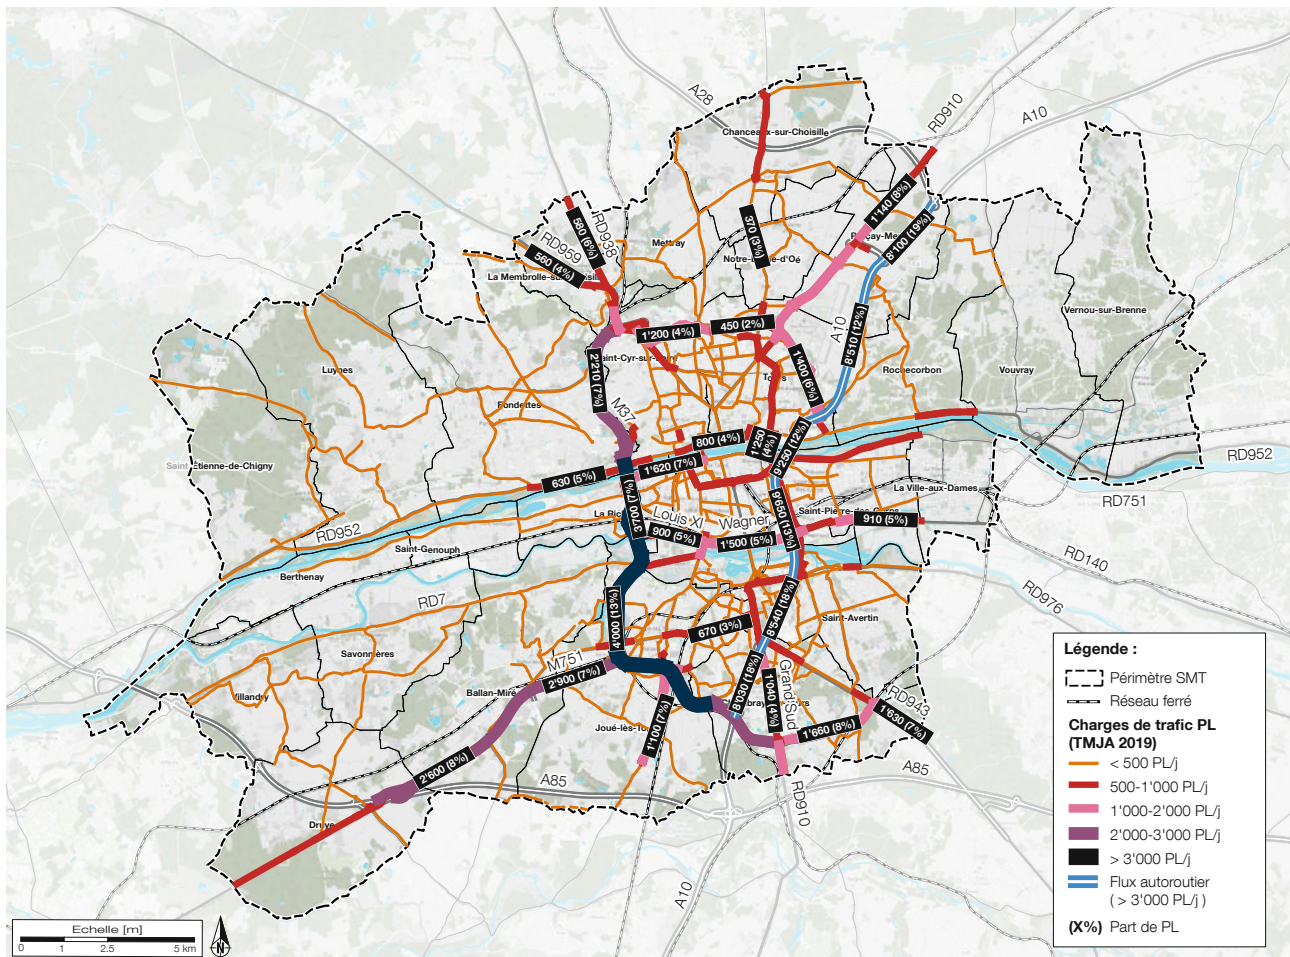 A28
RD910
A10
Chanceaux-sur-Choisille
1'140 (8%)
580 (6%)
RD938
RD959
560 (4%)
370 (3%)
Mettray
Notre-Dame-d'Oé
8'100 (19%)
La Membrolle-sur-Choisille
Vernou-sur-Brenne
1'200 (4%)
450 (2%)
A10
8'510 (12%)
Saint-Cyr-sur-Loire
2'210 (7%)
1'400 (6%)
Luynes
Tours
Rochecorbon
Vouvray
Fondettes
M37
800 (4%)
1'250
(4%)
9'250 (12%)
Saint-Étienne-de-Chigny
RD952
1'620 (7%)
630 (5%)
3'700 (7%)
9'650 (13%)
La Ville-aux-Dames
RD751
La Riche
Louis XI
Wagner
Saint-Pierre-des-Corps
910 (5%)
RD952
900 (5%)
1'500 (5%)
Saint-Genouph
RD140
Berthenay
RD976
RD7
4'000 (13%)
8'540 (18%)
Saint-Avertin
670 (3%)
Savonnières
M751
2'900 (7%)
Ballan-Miré
8'030 (18%)
1'040 (4%)
Grand Sud
RD943
Villandry
1'630 (7%)
Joué-lès-Tours
1'100 (7%)
1'660 (8%)
2'600 (8%)
A85
A85
RD910
Druye
A10
Légende :
Périmètre SMT
Réseau ferré
Charges de trafic PL
(TMJA 2019)
< 500 PL/j
500-1'000 PL/j
1'000-2'000 PL/j
2'000-3'000 PL/j
> 3'000 PL/j
Flux autoroutier
( > 3'000 PL/j )
(X%) Part de PL
Echelle [m]
0 1 2.5 5 km
N